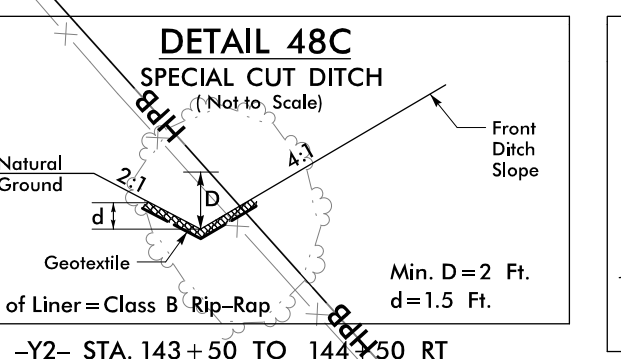 DETAIL 48C
SPECIAL CUT DITCH
(Not to Scale)
HPB
Front
Ditch
Slope
4:1
Natural
Ground
2:1
D
d
Geotextile
Min. D=2 Ft.
d=1.5 Ft.
of Liner=Class B Rip-Rap
HPB
-Y2- STA. 143+50 TO 144+50 RT